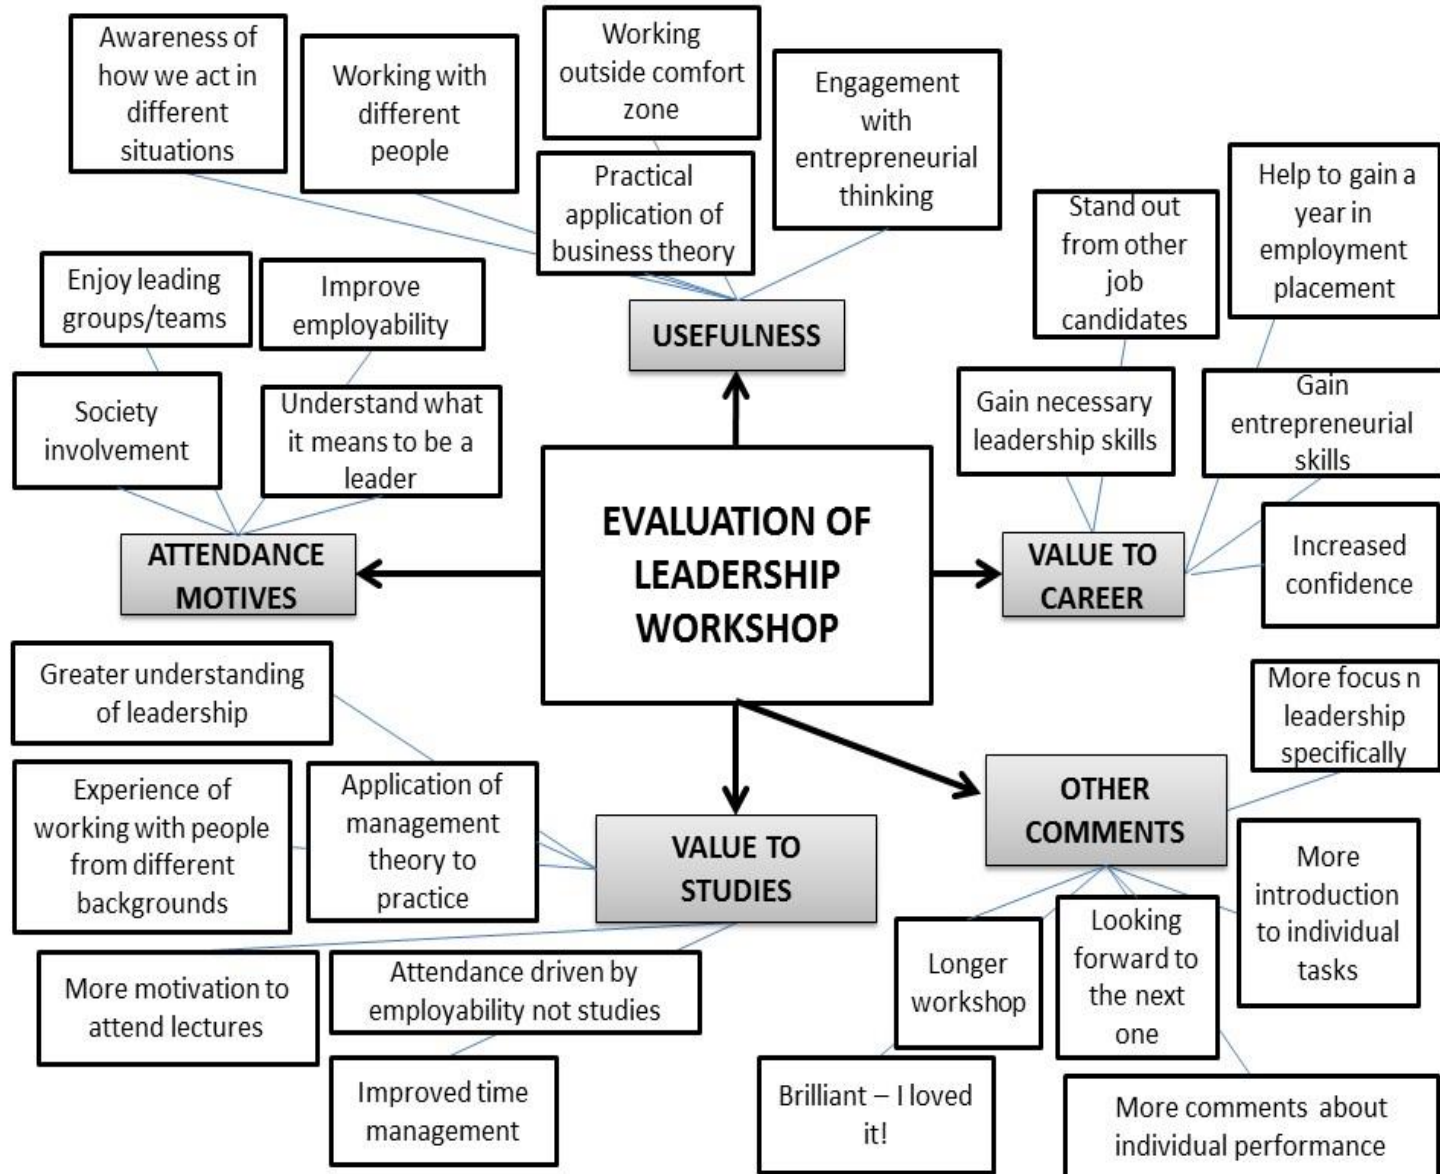 Awareness of
how we act in
different
situations
Working with
different
people
Working
outside comfort
zone
Engagement
with
entrepreneurial
thinking
Practical
application of
business theory
Stand out
from other
job
candidates
Help to gain a
year in
employment
placement
Enjoy leading
groups/teams
Improve
employability
USEFULNESS
Society
involvement
Understand what
it means to be a
leader
Gain necessary
leadership skills
Gain
entrepreneurial
skills
EVALUATION OF
LEADERSHIP
WORKSHOP
ATTENDANCE
MOTIVES
VALUE TO
CAREER
Increased
confidence
Greater understanding
of leadership
More focus n
leadership
specifically
Experience of
working with people
from different
backgrounds
Application of
management
theory to
practice
VALUE TO
STUDIES
OTHER
COMMENTS
More
introduction
to individual
tasks
Longer
workshop
Looking
forward to
the next
one
More motivation to
attend lectures
Attendance driven by
employability not studies
Improved time
management
Brilliant – I loved
it!
More comments about
individual performance